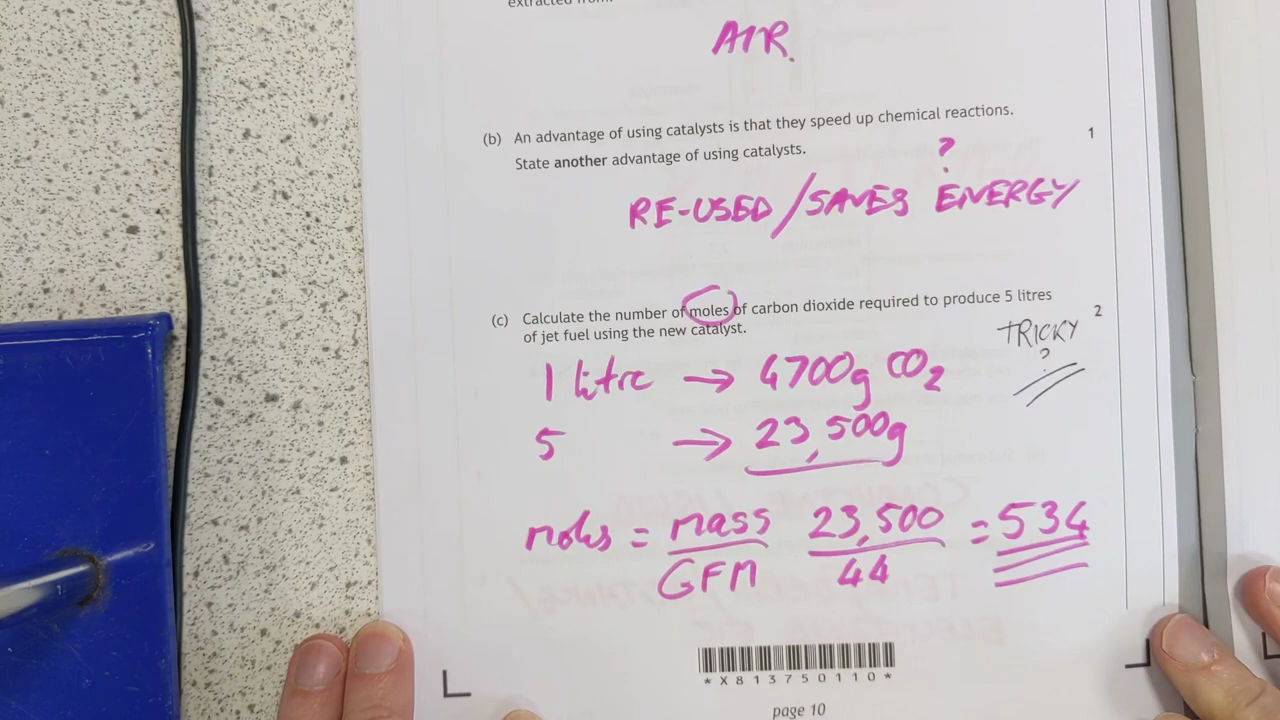 extracted from.
AIR.
(b) An advantage of using catalysts is that they speed up chemical reactions.
1
State another advantage of using catalysts.
?
RE-USED/SAVES ENERGY
(c) Calculate the number of moles of carbon dioxide required to produce 5 litres
2
of jet fuel using the new catalyst.
TRICKY
?
1 litre → 4700g CO2
5 → 23,500g
moles = mass 23,500 = 534
GFM 44
*X813750110*
page 10